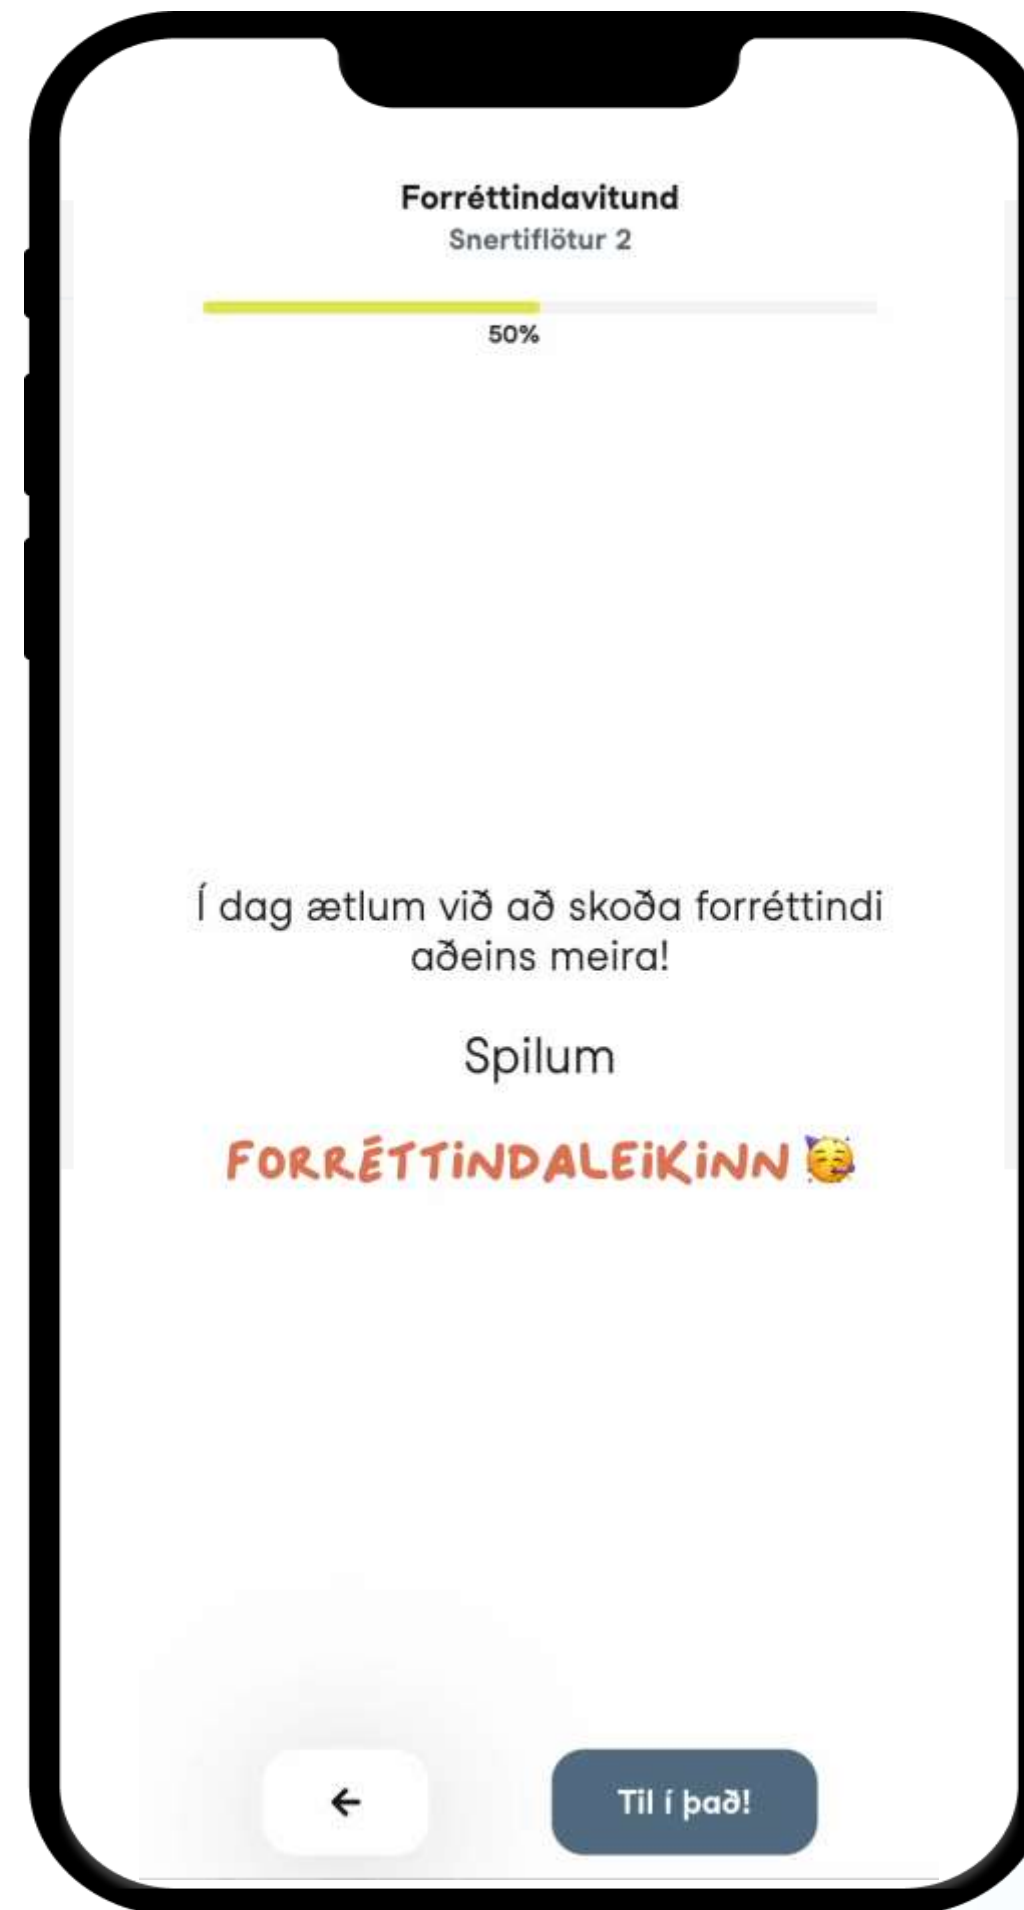 Forréttindavitund
Snertiflötur 2
50%
Í dag ætlum við að skoða forréttindi
aðeins meira!
Spilum
FORRÉTTINDALEIKINN 🥳
Til í það!